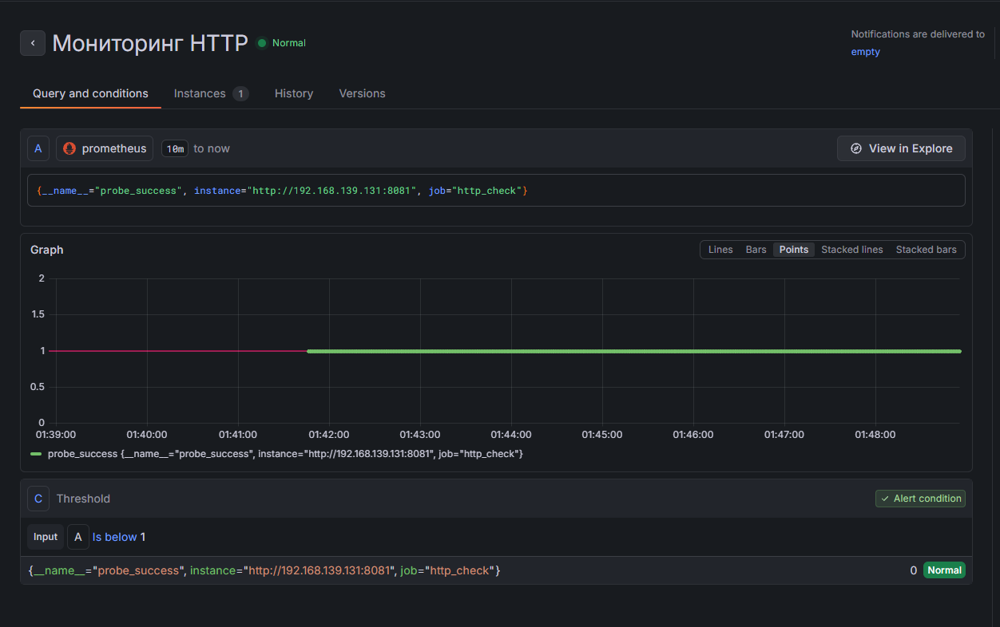 Мониторинг HTTP Normal
Notifications are delivered to
empty
Query and conditions Instances 1 History Versions
A prometheus 10m to now View in Explore
{__name__="probe_success", instance="http://192.168.139.131:8081", job="http_check"}
Graph Lines Bars Points Stacked lines Stacked bars
2
1.5
1
0.5
0
01:39:00 01:40:00 01:41:00 01:42:00 01:43:00 01:44:00 01:45:00 01:46:00 01:47:00 01:48:00
probe_success {__name__="probe_success", instance="http://192.168.139.131:8081", job="http_check"}
C Threshold Alert condition
Input A Is below 1
{__name__="probe_success", instance="http://192.168.139.131:8081", job="http_check"} 0 Normal